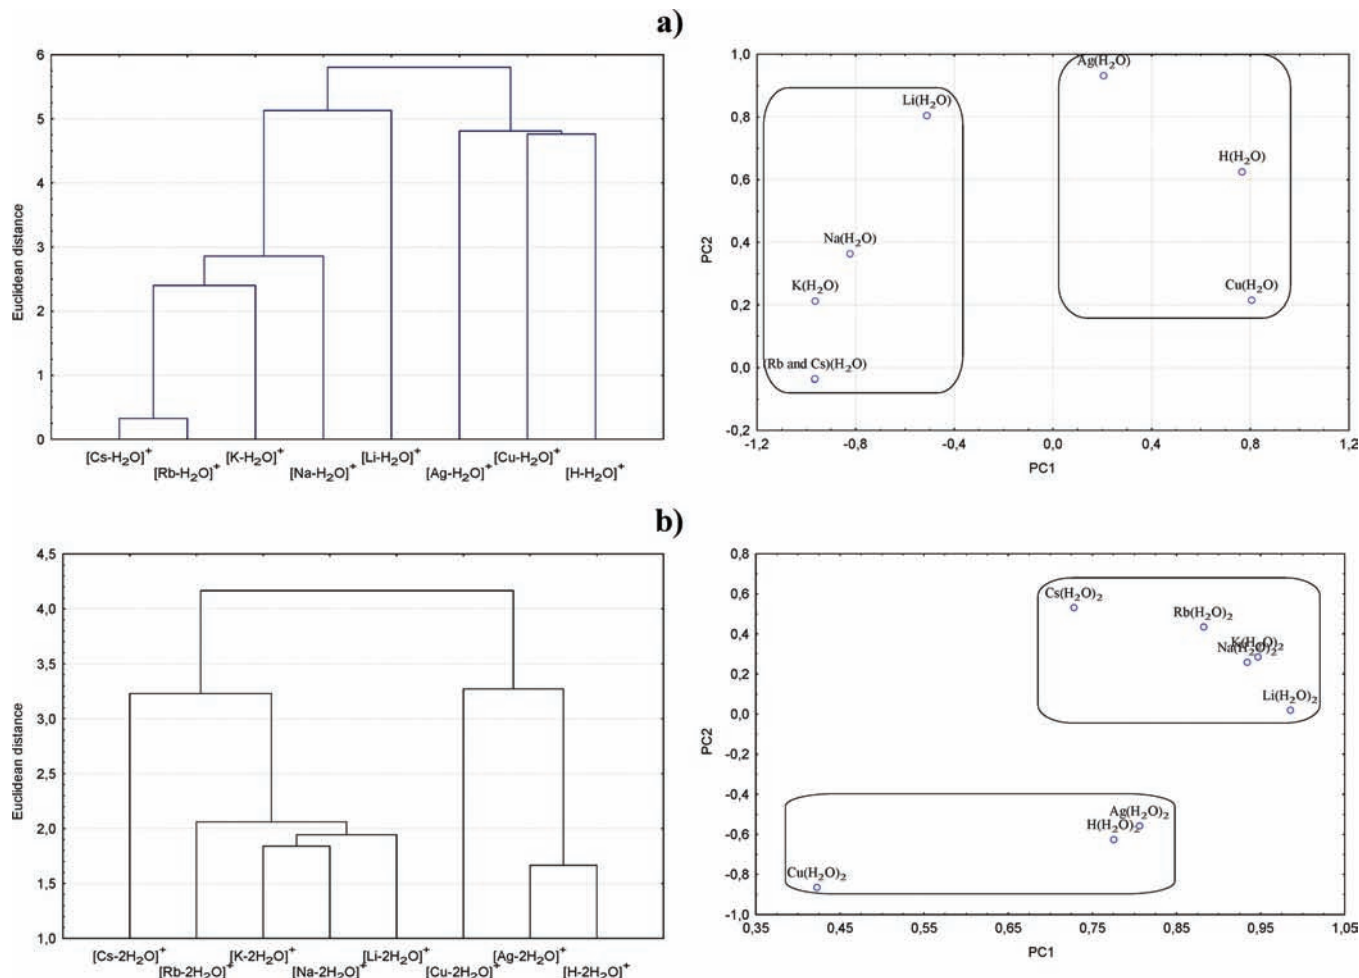 a)
6
5
4
3
2
1
0
Euclidean distance
[Cs-H₂O]⁺ [K-H₂O]⁺ [Li-H₂O]⁺ [Cu-H₂O]⁺
[Rb-H₂O]⁺ [Na-H₂O]⁺ [Ag-H₂O]⁺ [H-H₂O]⁺
1,0
0,8
0,6
0,4
0,2
0,0
-0,2
PC2
Ag(H₂O)
Li(H₂O)
H(H₂O)
Na(H₂O)
K(H₂O)
Cu(H₂O)
(Rb and Cs)(H₂O)
-1,2 -0,8 -0,4 0,0 0,4 0,8 1,2
PC1
b)
4,5
4,0
3,5
3,0
2,5
2,0
1,5
1,0
Euclidean distance
[Cs-2H₂O]⁺ [K-2H₂O]⁺ [Li-2H₂O]⁺ [Ag-2H₂O]⁺
[Rb-2H₂O]⁺ [Na-2H₂O]⁺ [Cu-2H₂O]⁺ [H-2H₂O]⁺
0,8
0,6
0,4
0,2
0,0
-0,2
-0,4
-0,6
-0,8
-1,0
PC2
Cs(H₂O)₂
Rb(H₂O)₂
K(H₂O)₂
Na(H₂O)₂
Li(H₂O)₂
Ag(H₂O)₂
H(H₂O)₂
Cu(H₂O)₂
0,35 0,45 0,55 0,65 0,75 0,85 0,95 1,05
PC1